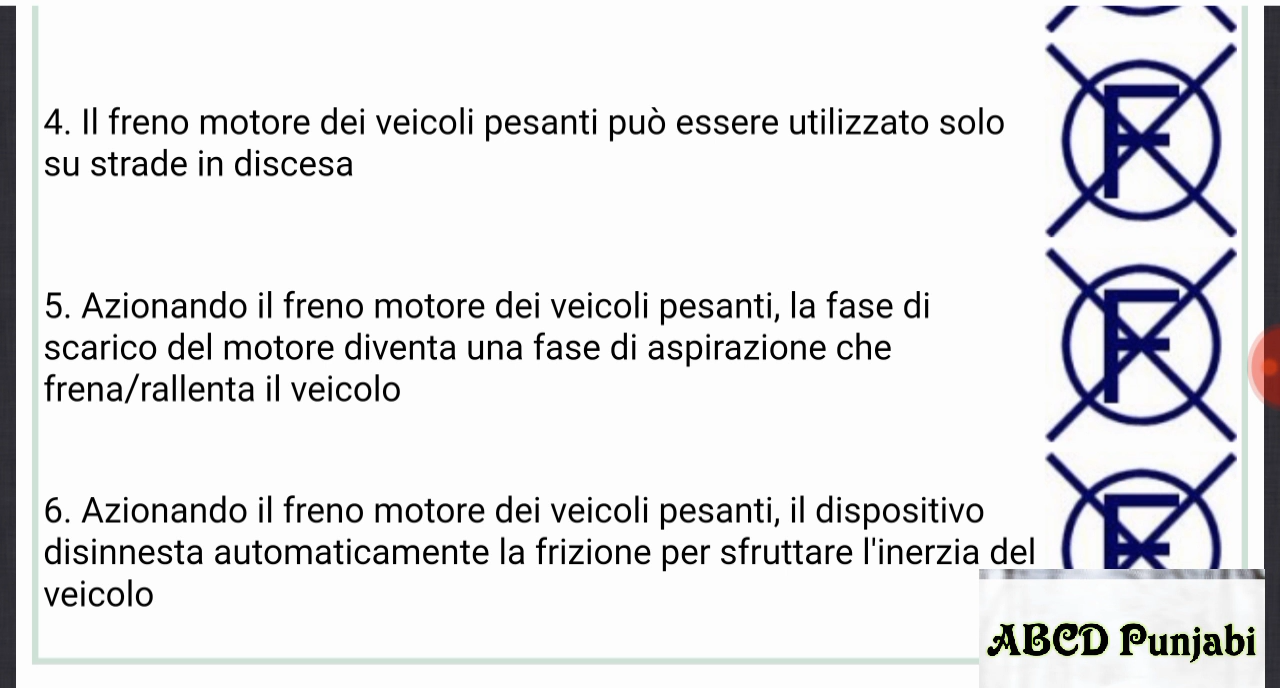 4. Il freno motore dei veicoli pesanti può essere utilizzato solo
su strade in discesa
F
5. Azionando il freno motore dei veicoli pesanti, la fase di
scarico del motore diventa una fase di aspirazione che
frena/rallenta il veicolo
F
6. Azionando il freno motore dei veicoli pesanti, il dispositivo
disinnesta automaticamente la frizione per sfruttare l'inerzia del
veicolo
F
ABCD Punjabi